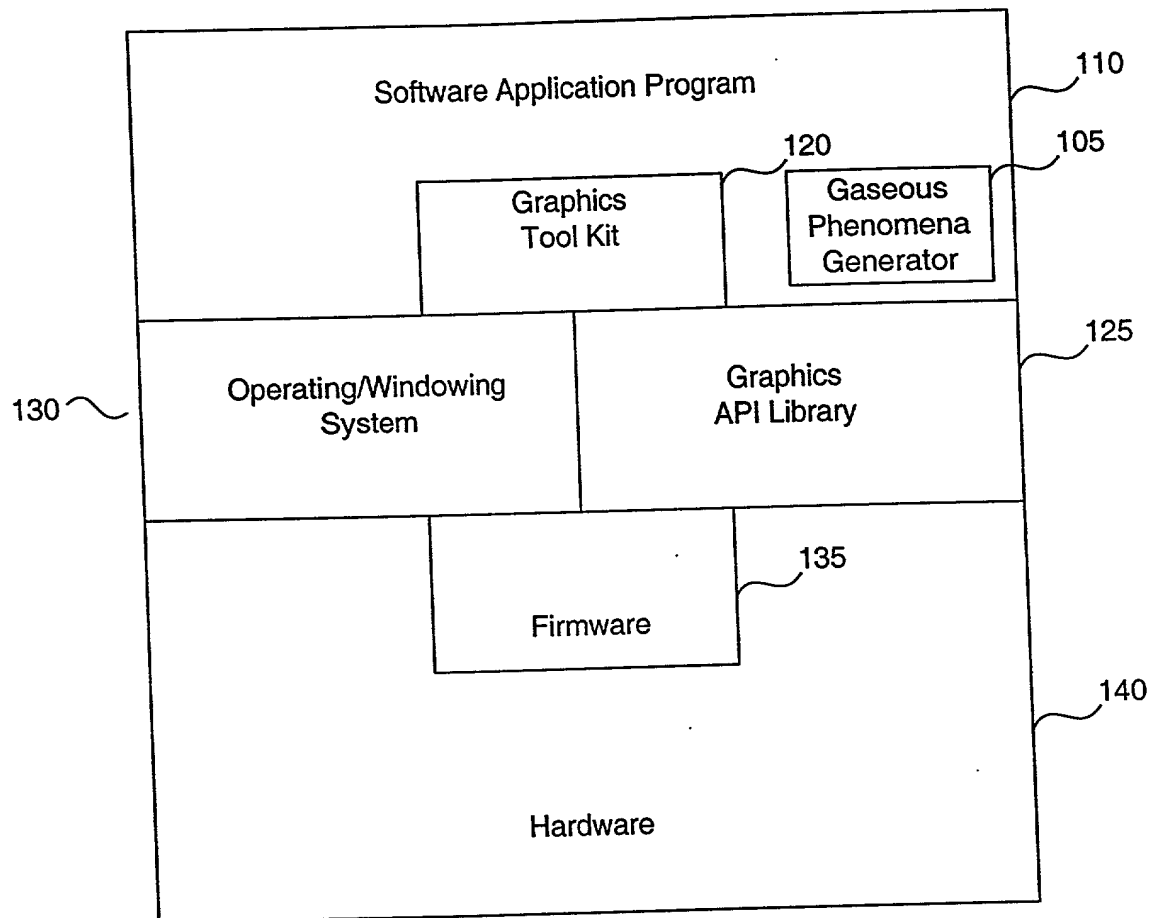 Software Application Program
110
120
105
Graphics
Tool Kit
Gaseous
Phenomena
Generator
125
130
Operating/Windowing
System
Graphics
API Library
135
Firmware
140
Hardware